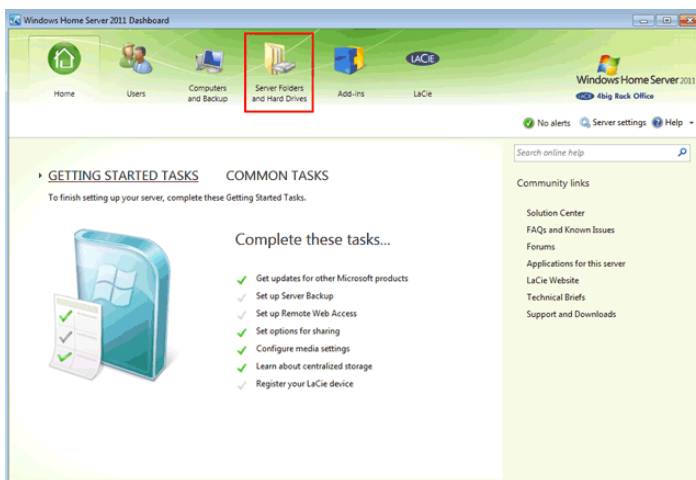 Windows Home Server 2011 Dashboard
Home
Users
Computers
and Backup
Server Folders
and Hard Drives
Add-ins
LACIE
LaCie
Windows Home Server 2011
LACIE 4big Rack Office
No alerts
Server settings
Help
GETTING STARTED TASKS
COMMON TASKS
To finish setting up your server, complete these Getting Started Tasks.
Complete these tasks...
Get updates for other Microsoft products
Set up Server Backup
Set up Remote Web Access
Set options for sharing
Configure media settings
Learn about centralized storage
Register your LaCie device
Search online help
Community links
Solution Center
FAQs and Known Issues
Forums
Applications for this server
LaCie Website
Technical Briefs
Support and Downloads